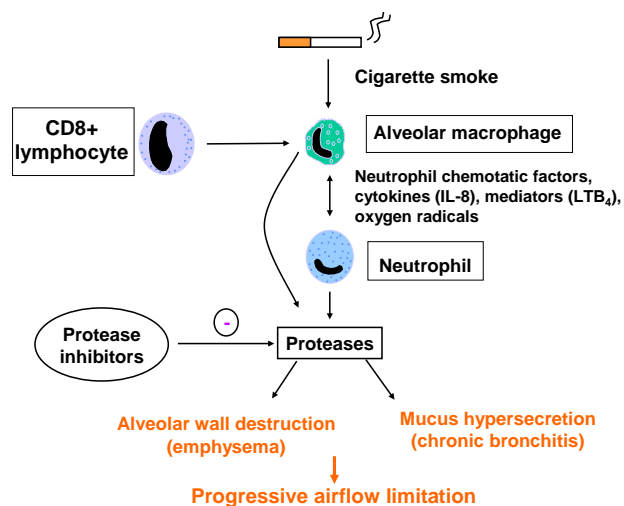 Cigarette smoke
CD8+
lymphocyte
Alveolar macrophage
Neutrophil chemotatic factors,
cytokines (IL-8), mediators (LTB₄),
oxygen radicals
Neutrophil
Protease
inhibitors
-
Proteases
Alveolar wall destruction
(emphysema)
Mucus hypersecretion
(chronic bronchitis)
Progressive airflow limitation